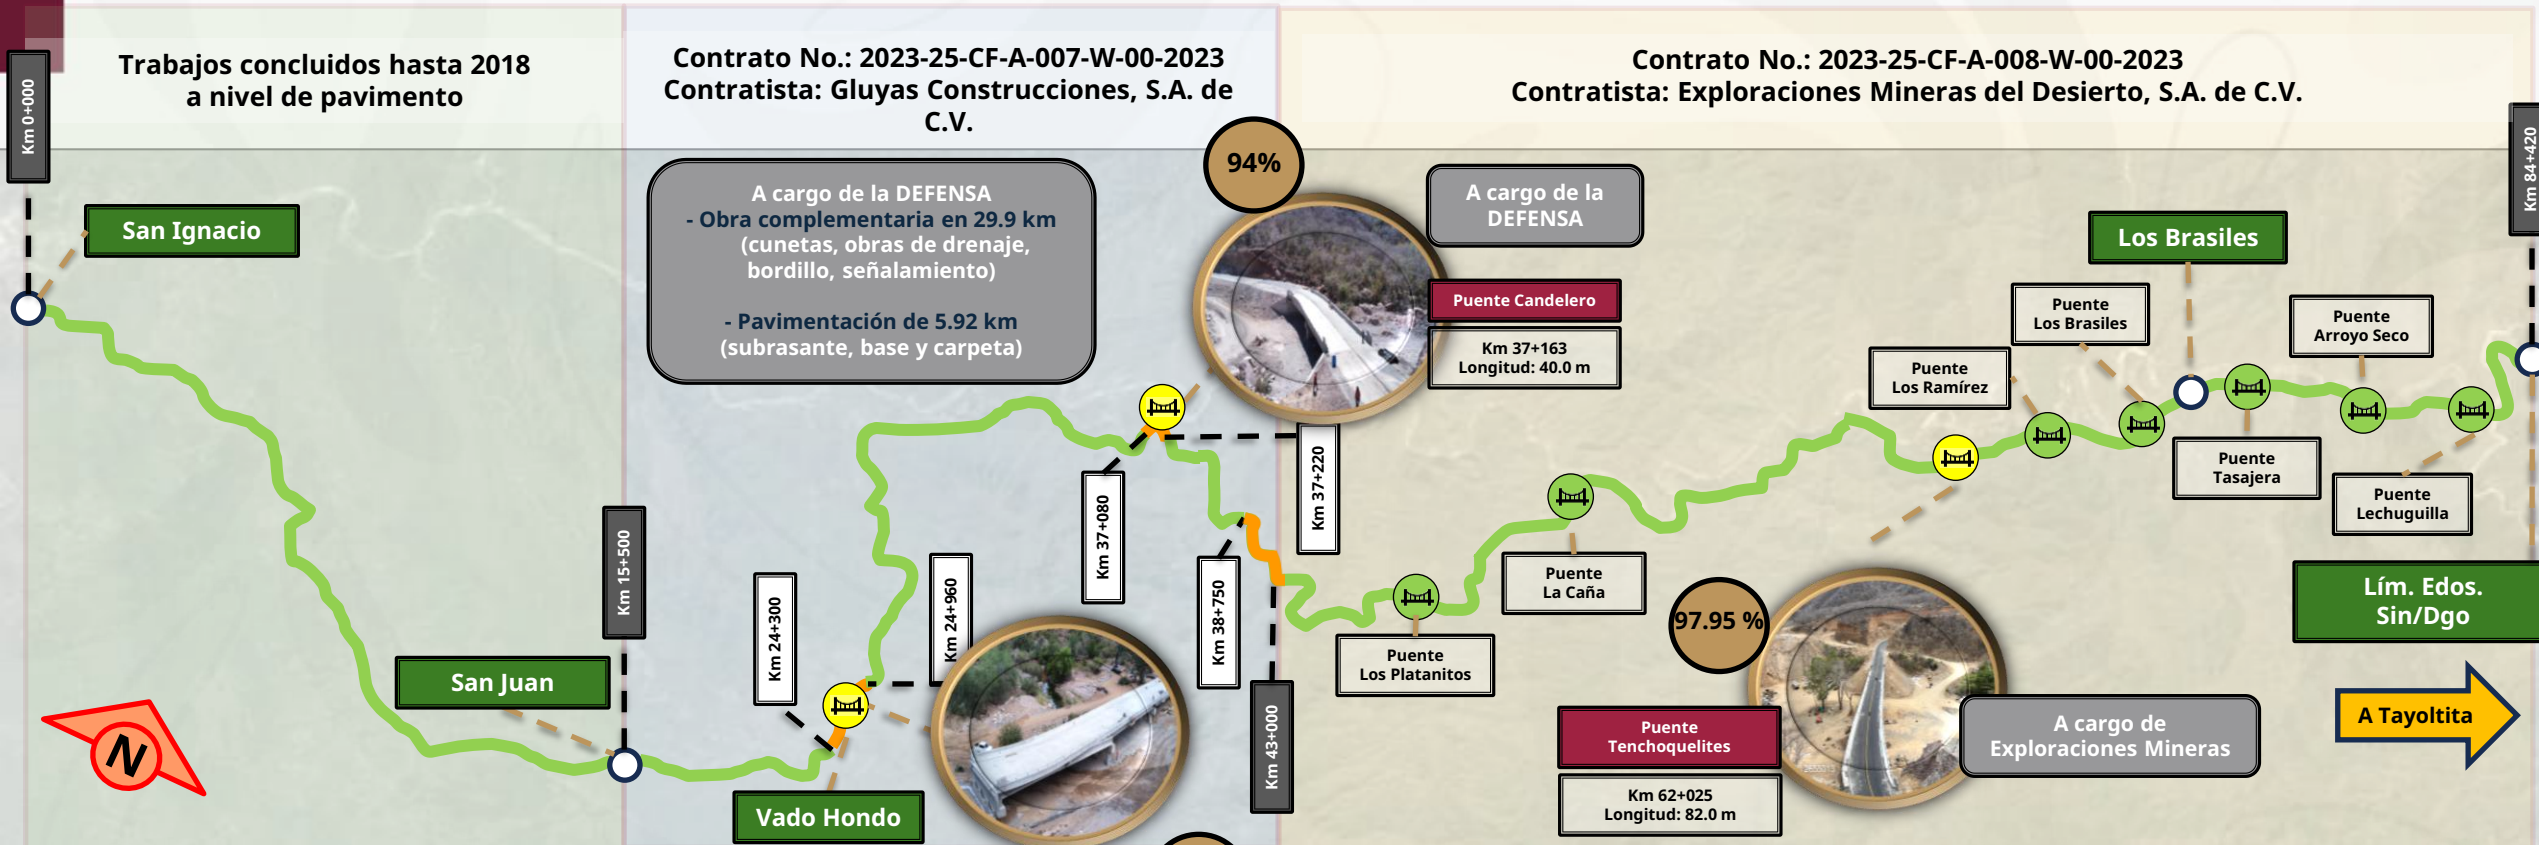 Trabajos concluidos hasta 2018
a nivel de pavimento
Contrato No.: 2023-25-CF-A-007-W-00-2023
Contratista: Gluyas Construcciones, S.A. de
C.V.
Contrato No.: 2023-25-CF-A-008-W-00-2023
Contratista: Exploraciones Mineras del Desierto, S.A. de C.V.
Km 0+000
San Ignacio
A cargo de la DEFENSA
- Obra complementaria en 29.9 km
(cunetas, obras de drenaje,
bordillo, señalamiento)
- Pavimentación de 5.92 km
(subrasante, base y carpeta)
94%
A cargo de la
DEFENSA
Puente Candelero
Km 37+163
Longitud: 40.0 m
Los Brasiles
Km 84+420
Puente
Los Brasiles
Puente
Arroyo Seco
Puente
Los Ramírez
Puente
Tasajera
Puente
Lechuguilla
Km 37+220
Km 37+080
Km 38+750
Km 15+500
Km 24+300
Km 24+960
Puente
La Caña
Puente
Los Platanitos
97.95 %
Lím. Edos.
Sin/Dgo
San Juan
Km 43+000
Puente
Tenchoquelites
Km 62+025
Longitud: 82.0 m
A cargo de
Exploraciones Mineras
A Tayoltita
N
Vado Hondo